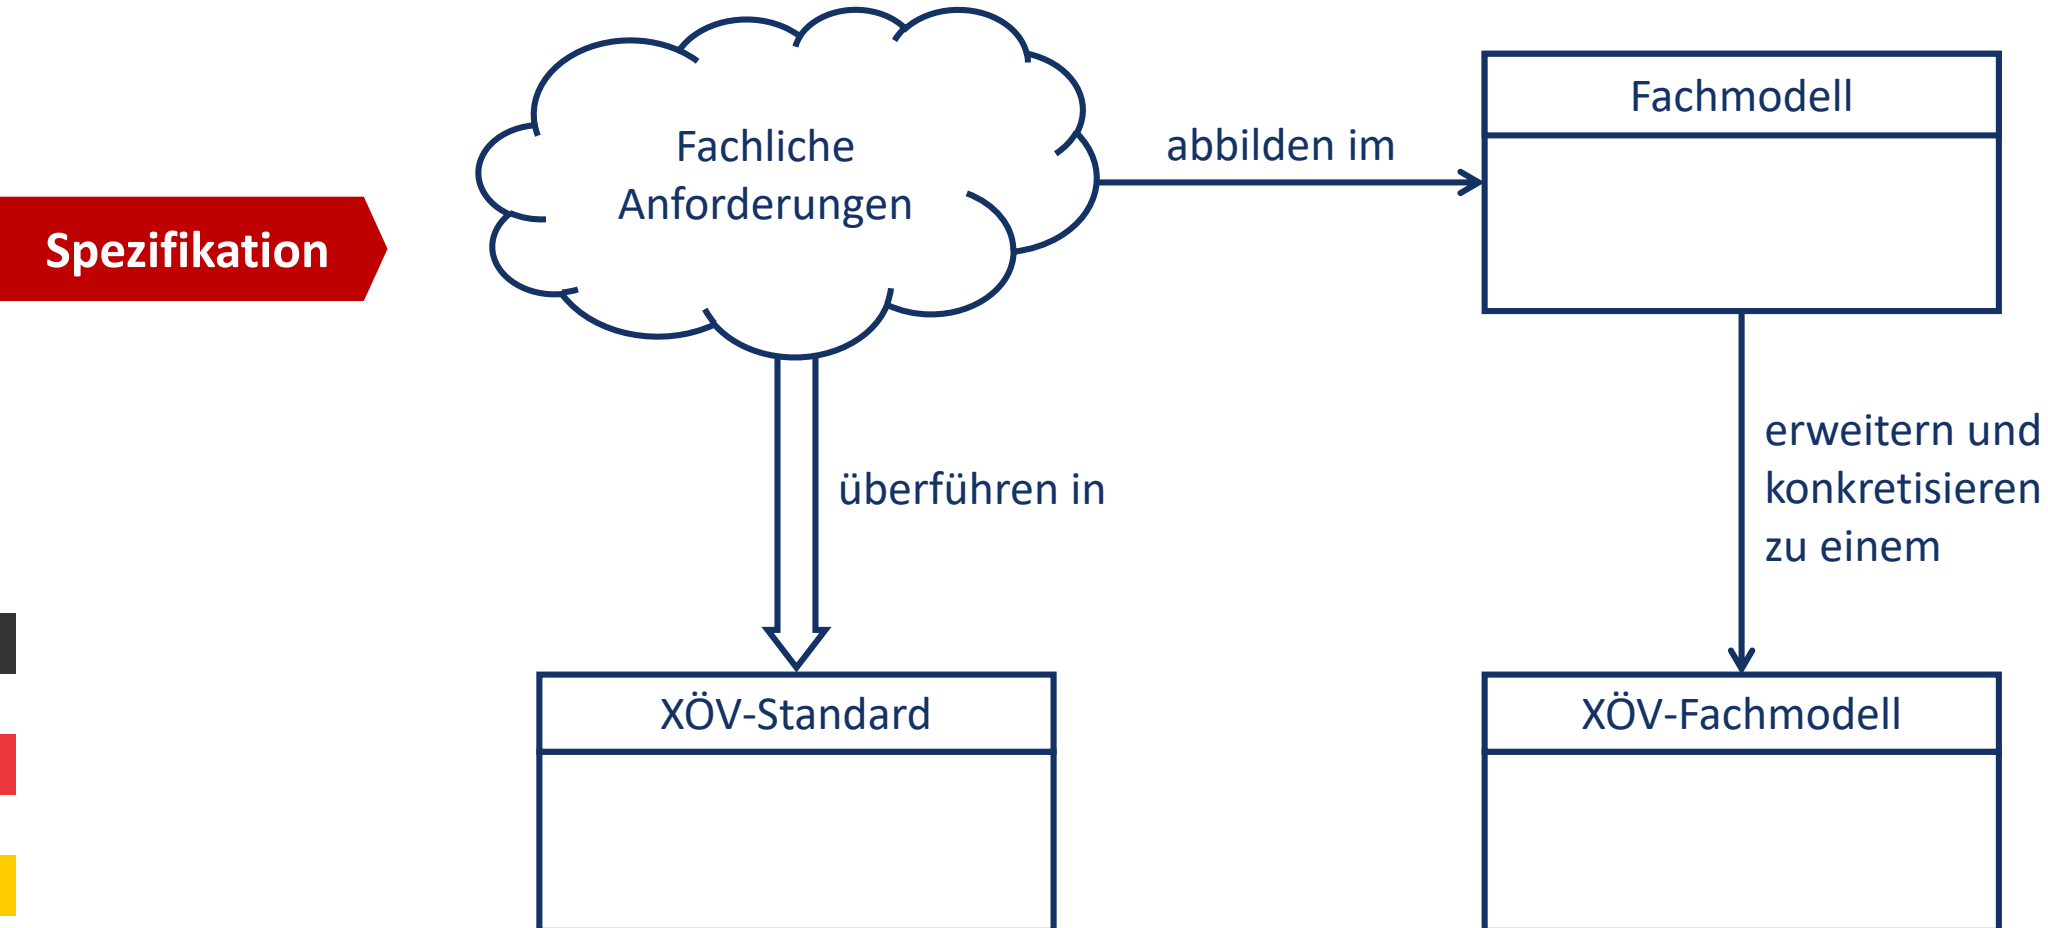 Spezifikation
Fachliche
Anforderungen
abbilden im
Fachmodell
überführen in
erweitern und
konkretisieren
zu einem
XÖV-Standard
XÖV-Fachmodell